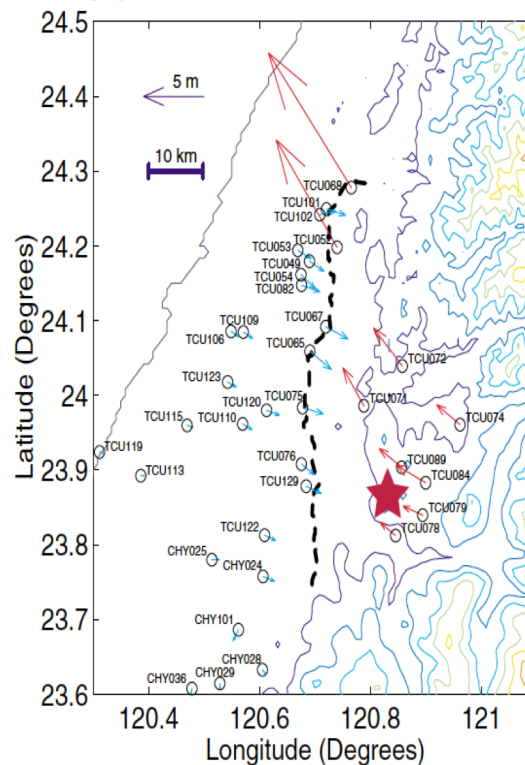 24.5
5 m
24.4
10 km
24.3
TCU068
TCU101
TCU102
24.2
TCU052
TCU053
TCU049
TCU054
TCU082
24.1
TCU067
TCU109
TCU106
TCU065
TCU072
24
TCU123
TCU075
TCU071
TCU120
TCU115
TCU110
TCU074
TCU119
TCU076
TCU089
23.9
TCU113
TCU084
TCU129
TCU079
TCU122
23.8
TCU078
CHY025
CHY024
23.7
CHY101
CHY028
CHY029
CHY036
23.6
120.4
120.6
120.8
121
Longitude (Degrees)
Latitude (Degrees)